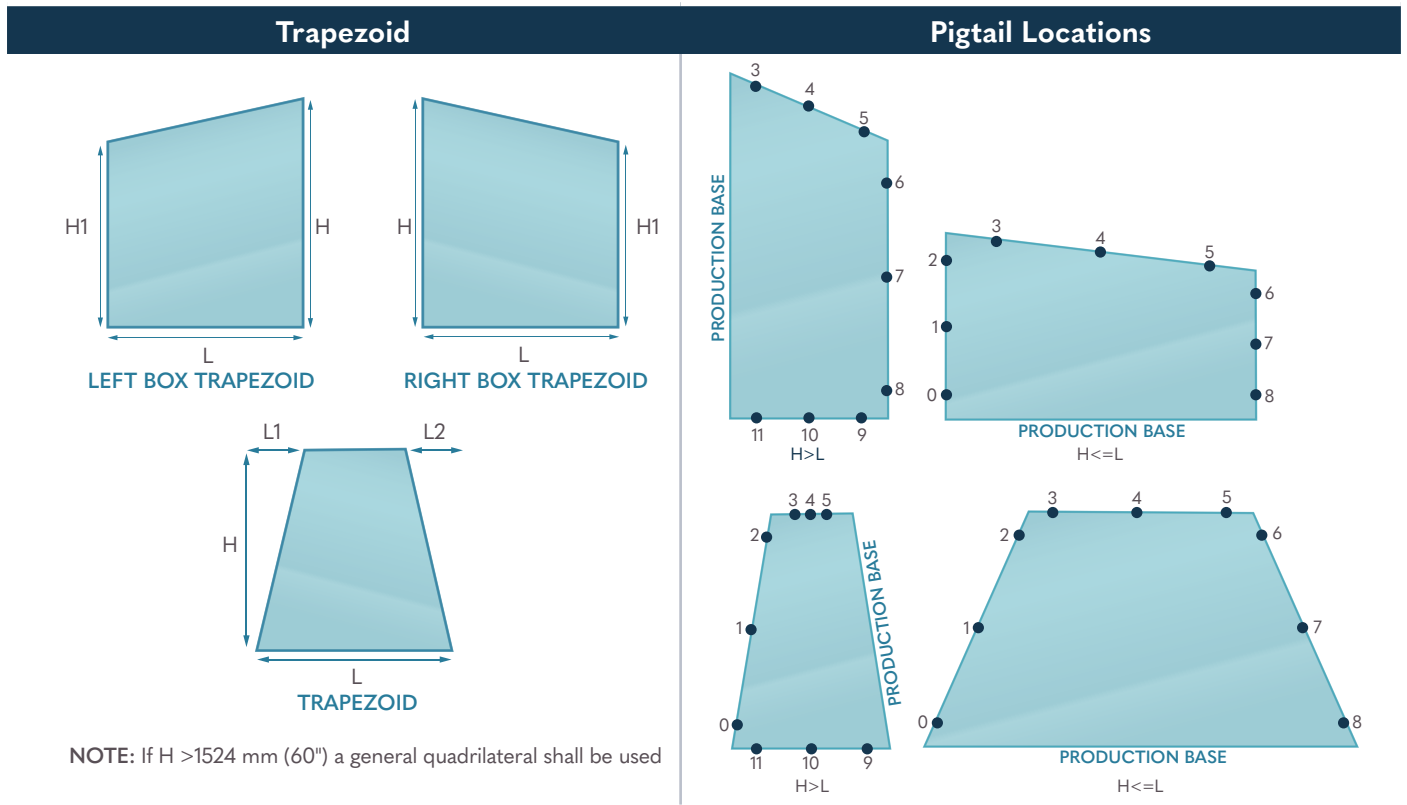 Trapezoid
Pigtail Locations
H1
H
L
LEFT BOX TRAPEZOID
H
H1
L
RIGHT BOX TRAPEZOID
L1
L2
H
L
TRAPEZOID
NOTE: If H >1524 mm (60") a general quadrilateral shall be used
3
4
5
6
7
8
PRODUCTION BASE
11
10
9
H>L
3
4
5
2
1
0
6
7
8
PRODUCTION BASE
H<=L
3 4 5
2
1
0
PRODUCTION BASE
11
10
9
H>L
3
4
5
2
1
0
6
7
8
PRODUCTION BASE
H<=L